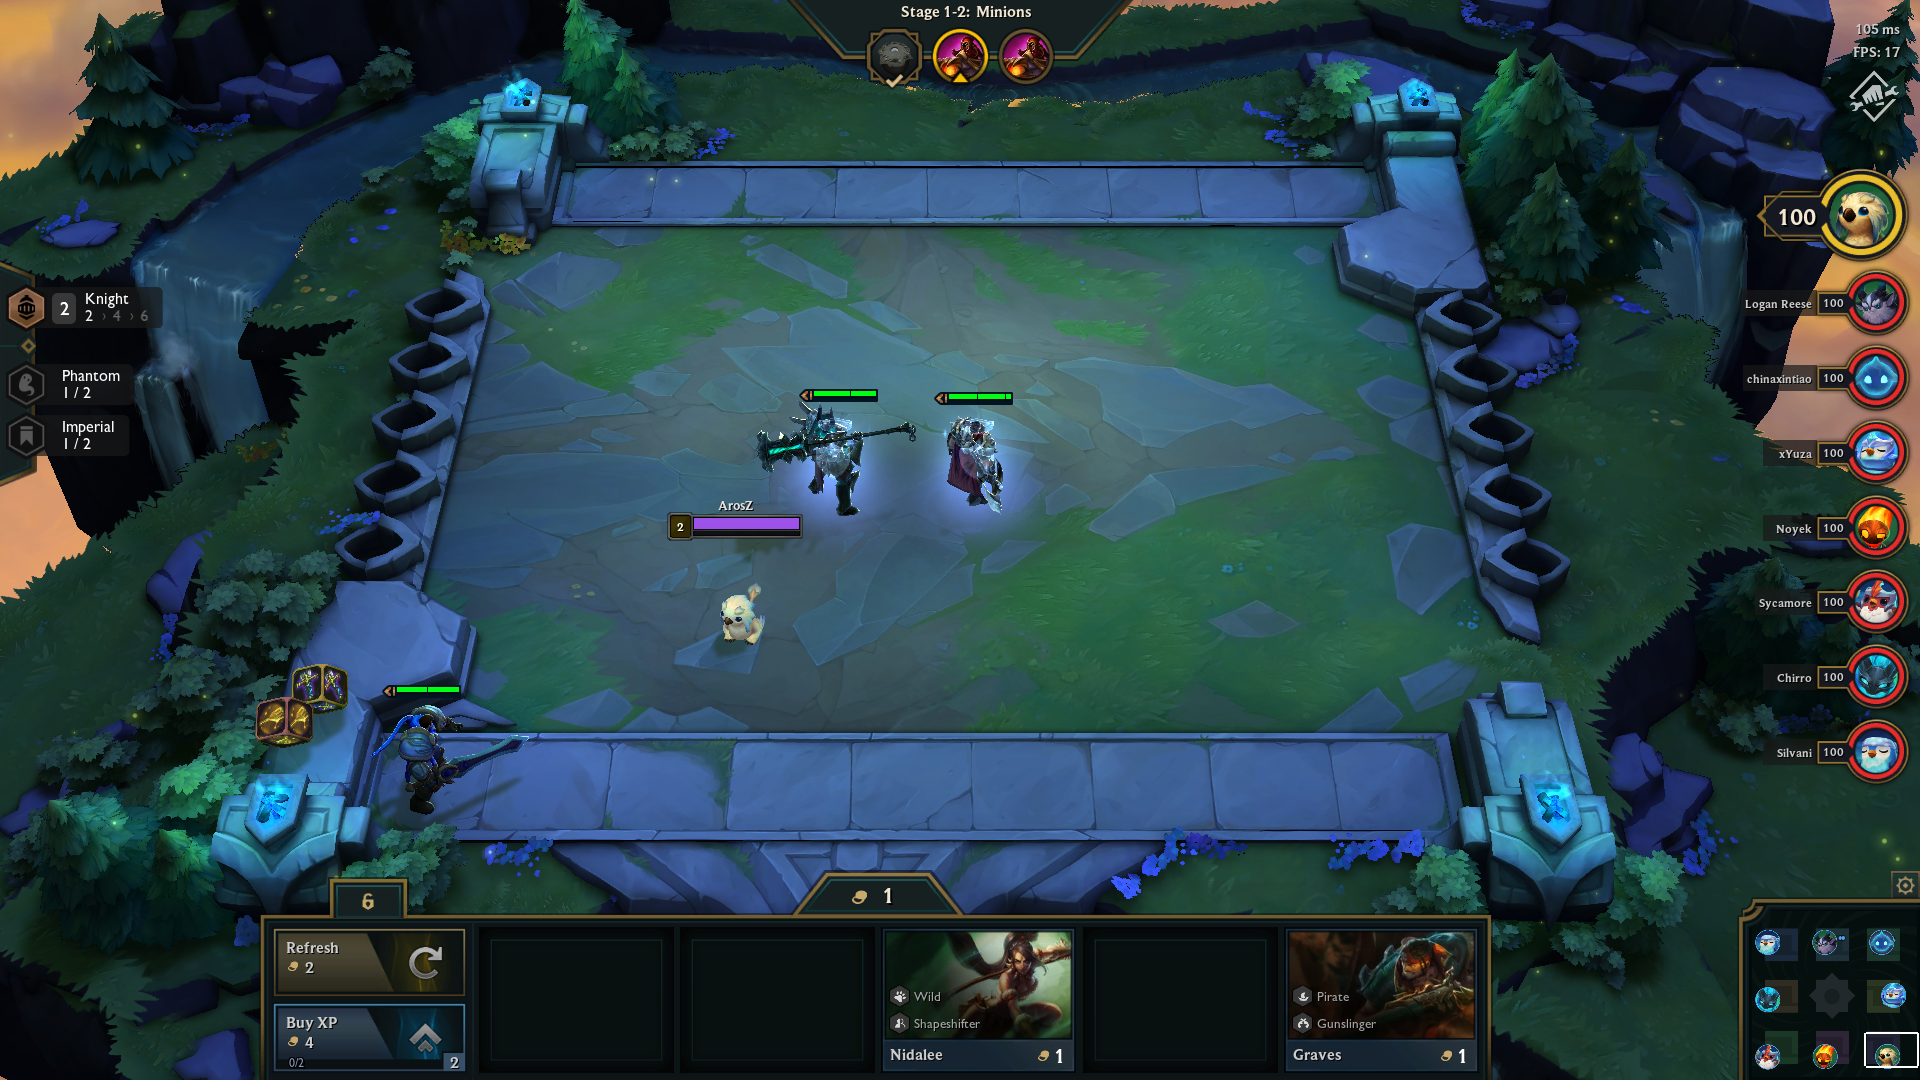 Stage 1-2: Minions
105 ms
FPS: 17
100
2
Knight
2 › 4 › 6
Phantom
1 / 2
Imperial
1 / 2
Logan Reese 100
chinaxintiao 100
xYuza 100
Noyek 100
Sycamore 100
Chirro 100
Silvani 100
ArosZ
2
6
1
Refresh
2
Buy XP
4
0/2
2
Wild
Shapeshifter
Nidalee 1
Pirate
Gunslinger
Graves 1